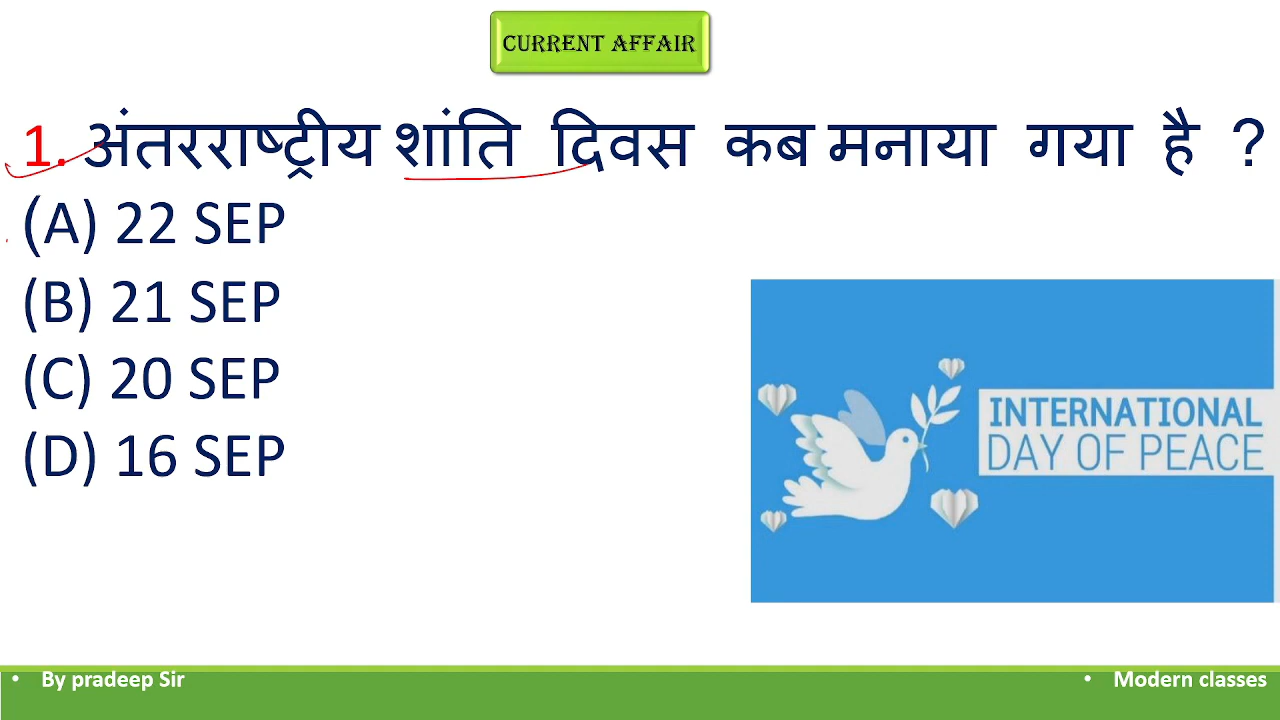 CURRENT AFFAIR
1. अंतरराष्ट्रीय शांति दिवस कब मनाया गया है ?
(A) 22 SEP
(B) 21 SEP
(C) 20 SEP
(D) 16 SEP
INTERNATIONAL
DAY OF PEACE
• By pradeep Sir
• Modern classes